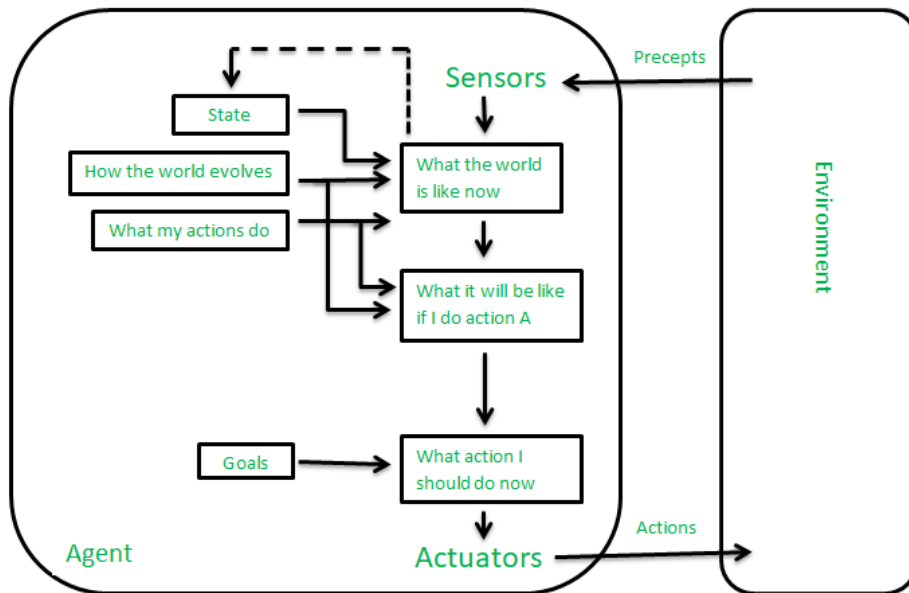 Precepts
Sensors
State
What the world
is like now
How the world evolves
What my actions do
Environment
What it will be like
if I do action A
What action I
should do now
Goals
Actions
Agent
Actuators